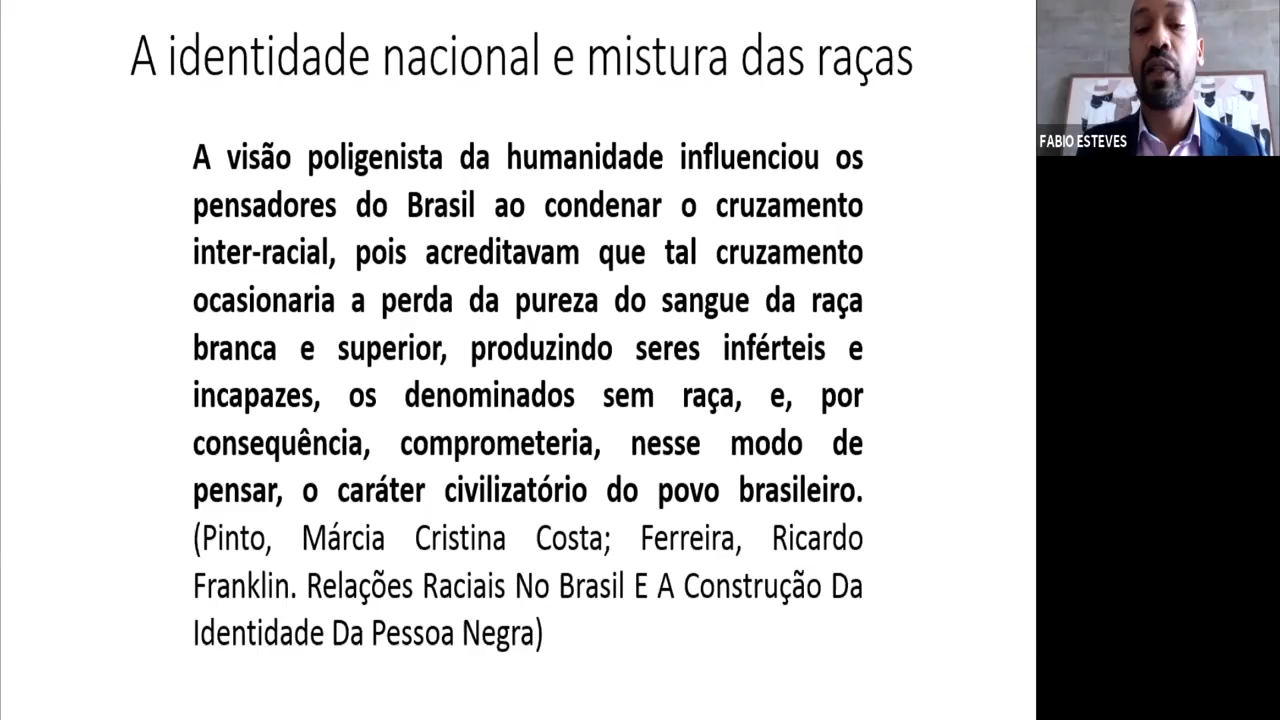 A identidade nacional e mistura das raças
A visão poligenista da humanidade influenciou os
pensadores do Brasil ao condenar o cruzamento
inter-racial, pois acreditavam que tal cruzamento
ocasionaria a perda da pureza do sangue da raça
branca e superior, produzindo seres inférteis e
incapazes, os denominados sem raça, e, por
consequência, comprometeria, nesse modo de
pensar, o caráter civilizatório do povo brasileiro.
(Pinto, Márcia Cristina Costa; Ferreira, Ricardo
Franklin. Relações Raciais No Brasil E A Construção Da
Identidade Da Pessoa Negra)
FABIO ESTEVES